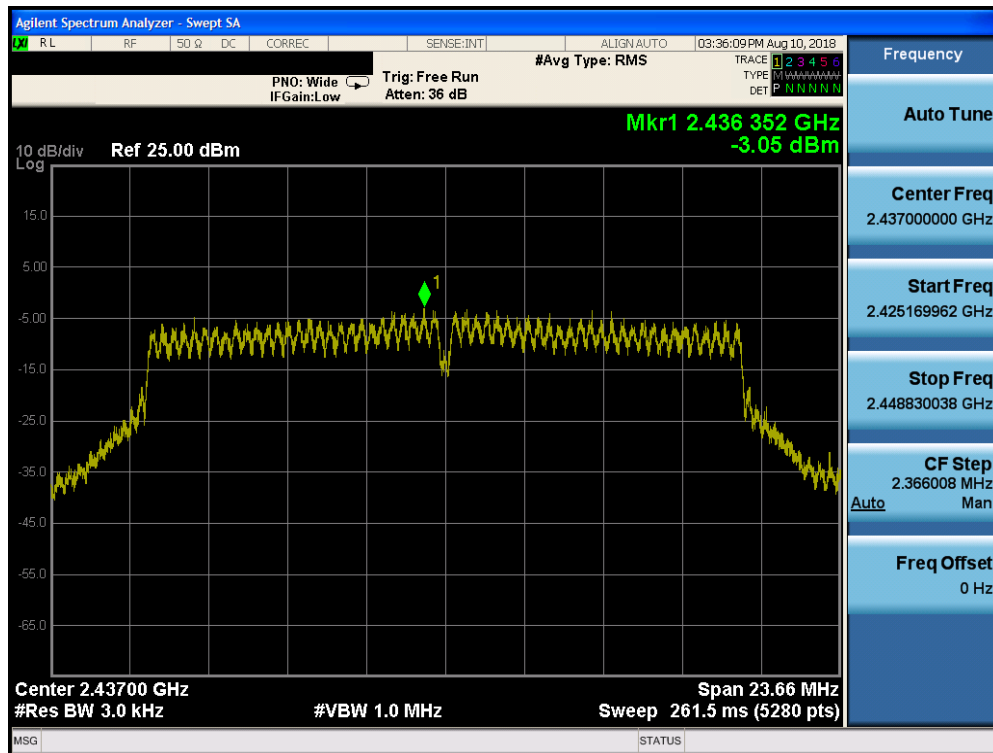 Agilent Spectrum Analyzer - Swept SA
LXI RL RF 50 Ω DC CORREC SENSE:INT ALIGN AUTO 03:36:09 PM Aug 10, 2018
#Avg Type: RMS TRACE 1 2 3 4 5 6
PNO: Wide Trig: Free Run TYPE M WWWWW
IFGain:Low Atten: 36 dB DET P N N N N N
Mkr1 2.436 352 GHz
10 dB/div Ref 25.00 dBm -3.05 dBm
Log
15.0
5.00
1
-5.00
-15.0
-25.0
-35.0
-45.0
-55.0
-65.0
Center 2.43700 GHz Span 23.66 MHz
#Res BW 3.0 kHz #VBW 1.0 MHz Sweep 261.5 ms (5280 pts)
MSG STATUS
Frequency
Auto Tune
Center Freq
2.437000000 GHz
Start Freq
2.425169962 GHz
Stop Freq
2.448830038 GHz
CF Step
2.366008 MHz
Auto Man
Freq Offset
0 Hz